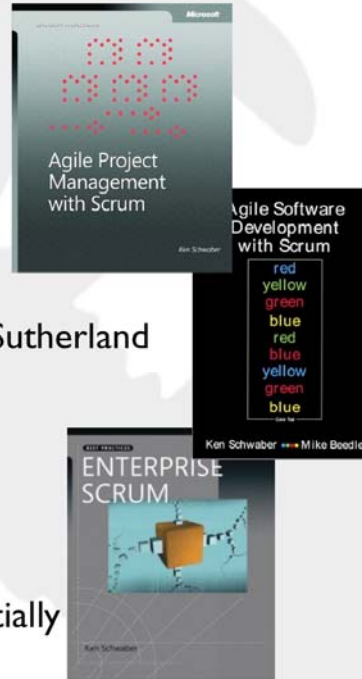 Microsoft
Agile Project
Management
with Scrum
Ken Schwaber
Agile Software
Development
with Scrum
red
yellow
green
blue
red
blue
yellow
green
blue
Ken Schwaber Mike Beedle
Sutherland
BEST PRACTICES
ENTERPRISE
SCRUM
Ken Schwaber
tially